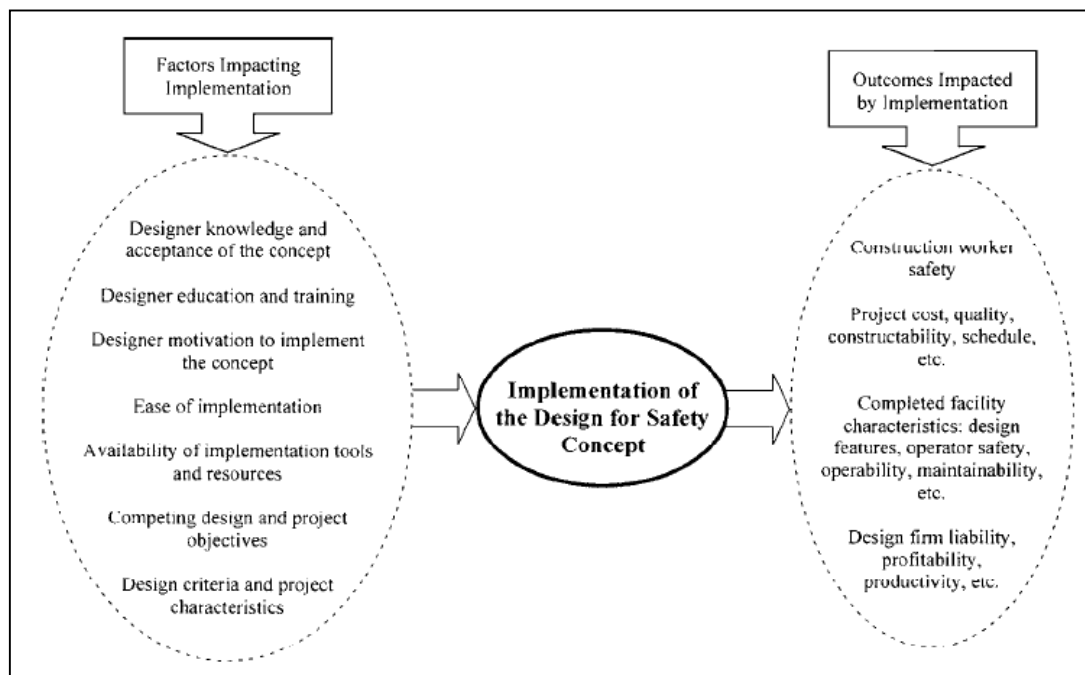 Factors Impacting
Implementation
Designer knowledge and
acceptance of the concept
Designer education and training
Designer motivation to implement
the concept
Ease of implementation
Availability of implementation tools
and resources
Competing design and project
objectives
Design criteria and project
characteristics
Implementation of
the Design for Safety
Concept
Outcomes Impacted
by Implementation
Construction worker
safety
Project cost, quality,
constructability, schedule,
etc.
Completed facility
characteristics: design
features, operator safety,
operability, maintainability,
etc.
Design firm liability,
profitability,
productivity, etc.